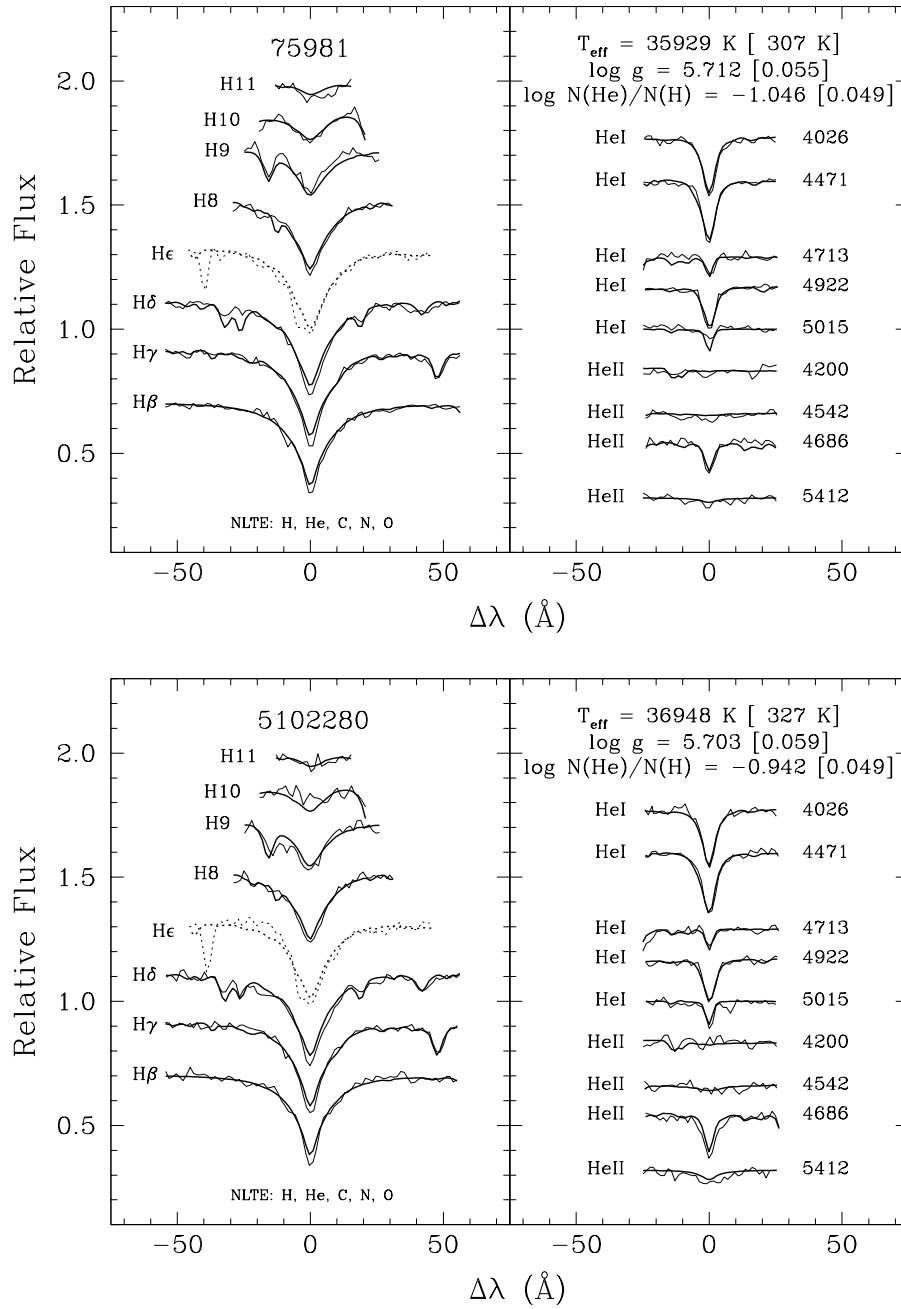 75981
T_eff = 35929 K [ 307 K]
log g = 5.712 [0.055]
log N(He)/N(H) = −1.046 [0.049]
2.0
1.5
1.0
0.5
Relative Flux
H11
H10
H9
H8
Hϵ
Hδ
Hγ
Hβ
NLTE: H, He, C, N, O
HeI 4026
HeI 4471
HeI 4713
HeI 4922
HeI 5015
HeII 4200
HeII 4542
HeII 4686
HeII 5412
−50 0 50 −50 0 50
Δλ (Å)
5102280
T_eff = 36948 K [ 327 K]
log g = 5.703 [0.059]
log N(He)/N(H) = −0.942 [0.049]
2.0
1.5
1.0
0.5
Relative Flux
H11
H10
H9
H8
Hϵ
Hδ
Hγ
Hβ
NLTE: H, He, C, N, O
HeI 4026
HeI 4471
HeI 4713
HeI 4922
HeI 5015
HeII 4200
HeII 4542
HeII 4686
HeII 5412
−50 0 50 −50 0 50
Δλ (Å)